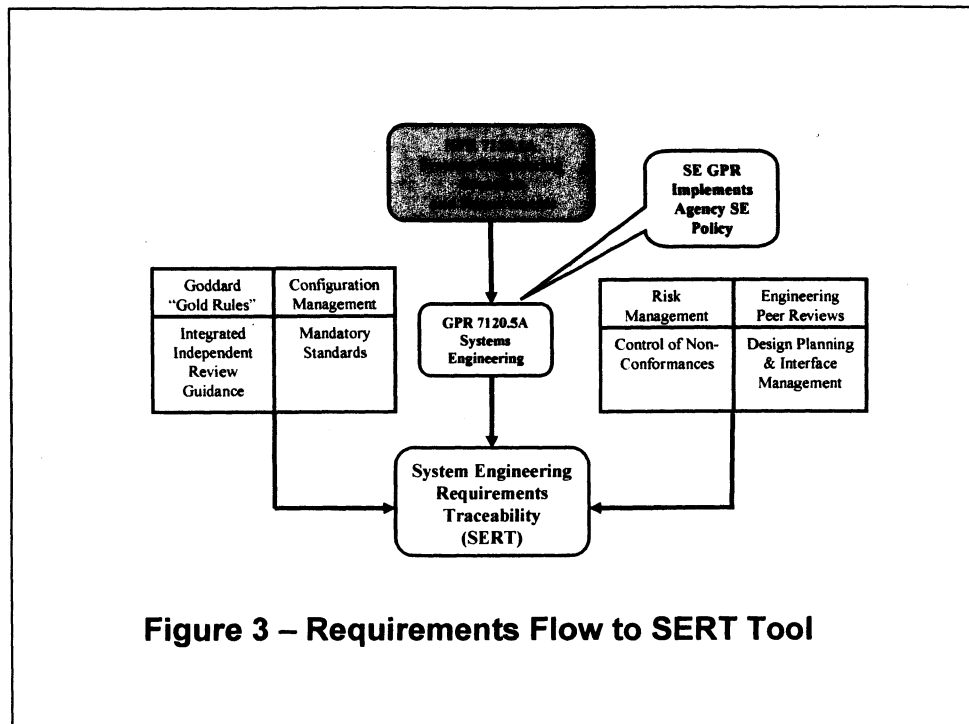 SE GPR
Implements
Agency SE
Policy
Goddard
“Gold Rules”
Configuration
Management
Integrated
Independent
Review
Guidance
Mandatory
Standards
GPR 7120.5A
Systems
Engineering
Risk
Management
Engineering
Peer Reviews
Control of Non-
Conformances
Design Planning
& Interface
Management
System Engineering
Requirements
Traceability
(SERT)
Figure 3 – Requirements Flow to SERT Tool